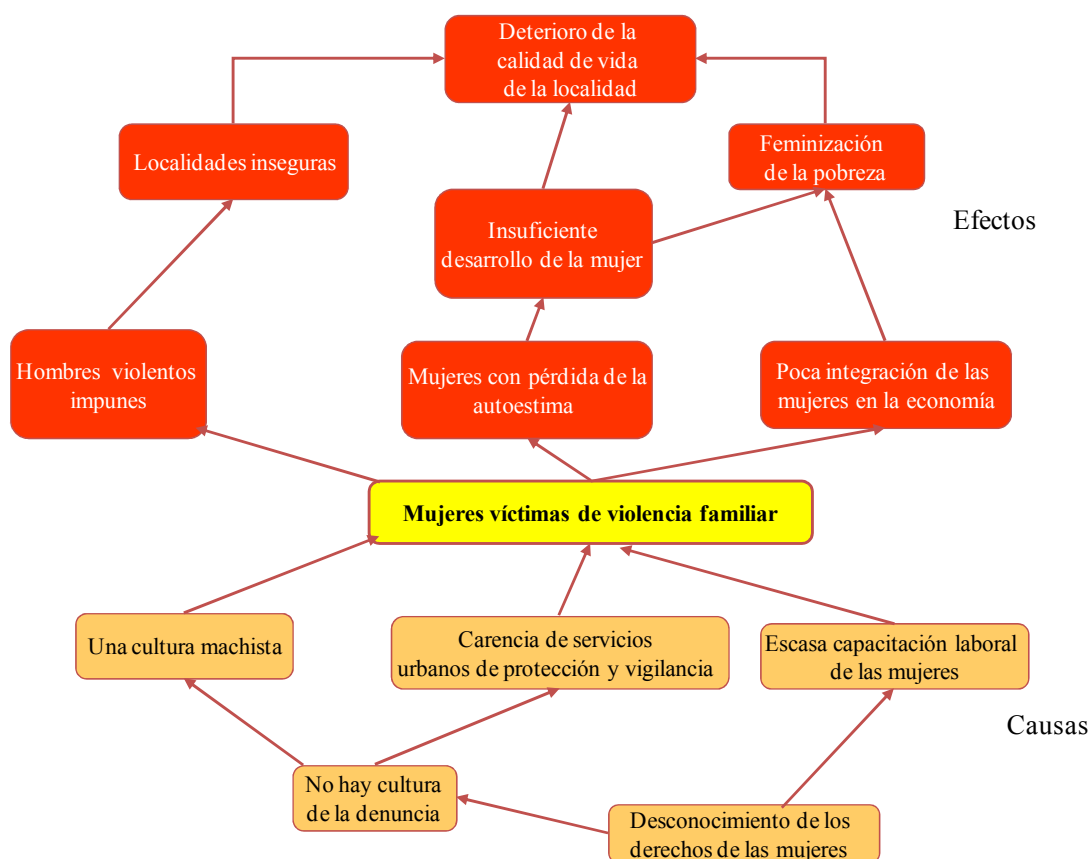 Deterioro de la
calidad de vida
de la localidad
Localidades inseguras
Feminización
de la pobreza
Efectos
Insuficiente
desarrollo de la mujer
Hombres violentos
impunes
Mujeres con pérdida de la
autoestima
Poca integración de las
mujeres en la economía
Mujeres víctimas de violencia familiar
Una cultura machista
Carencia de servicios
urbanos de protección y vigilancia
Escasa capacitación laboral
de las mujeres
Causas
No hay cultura
de la denuncia
Desconocimiento de los
derechos de las mujeres